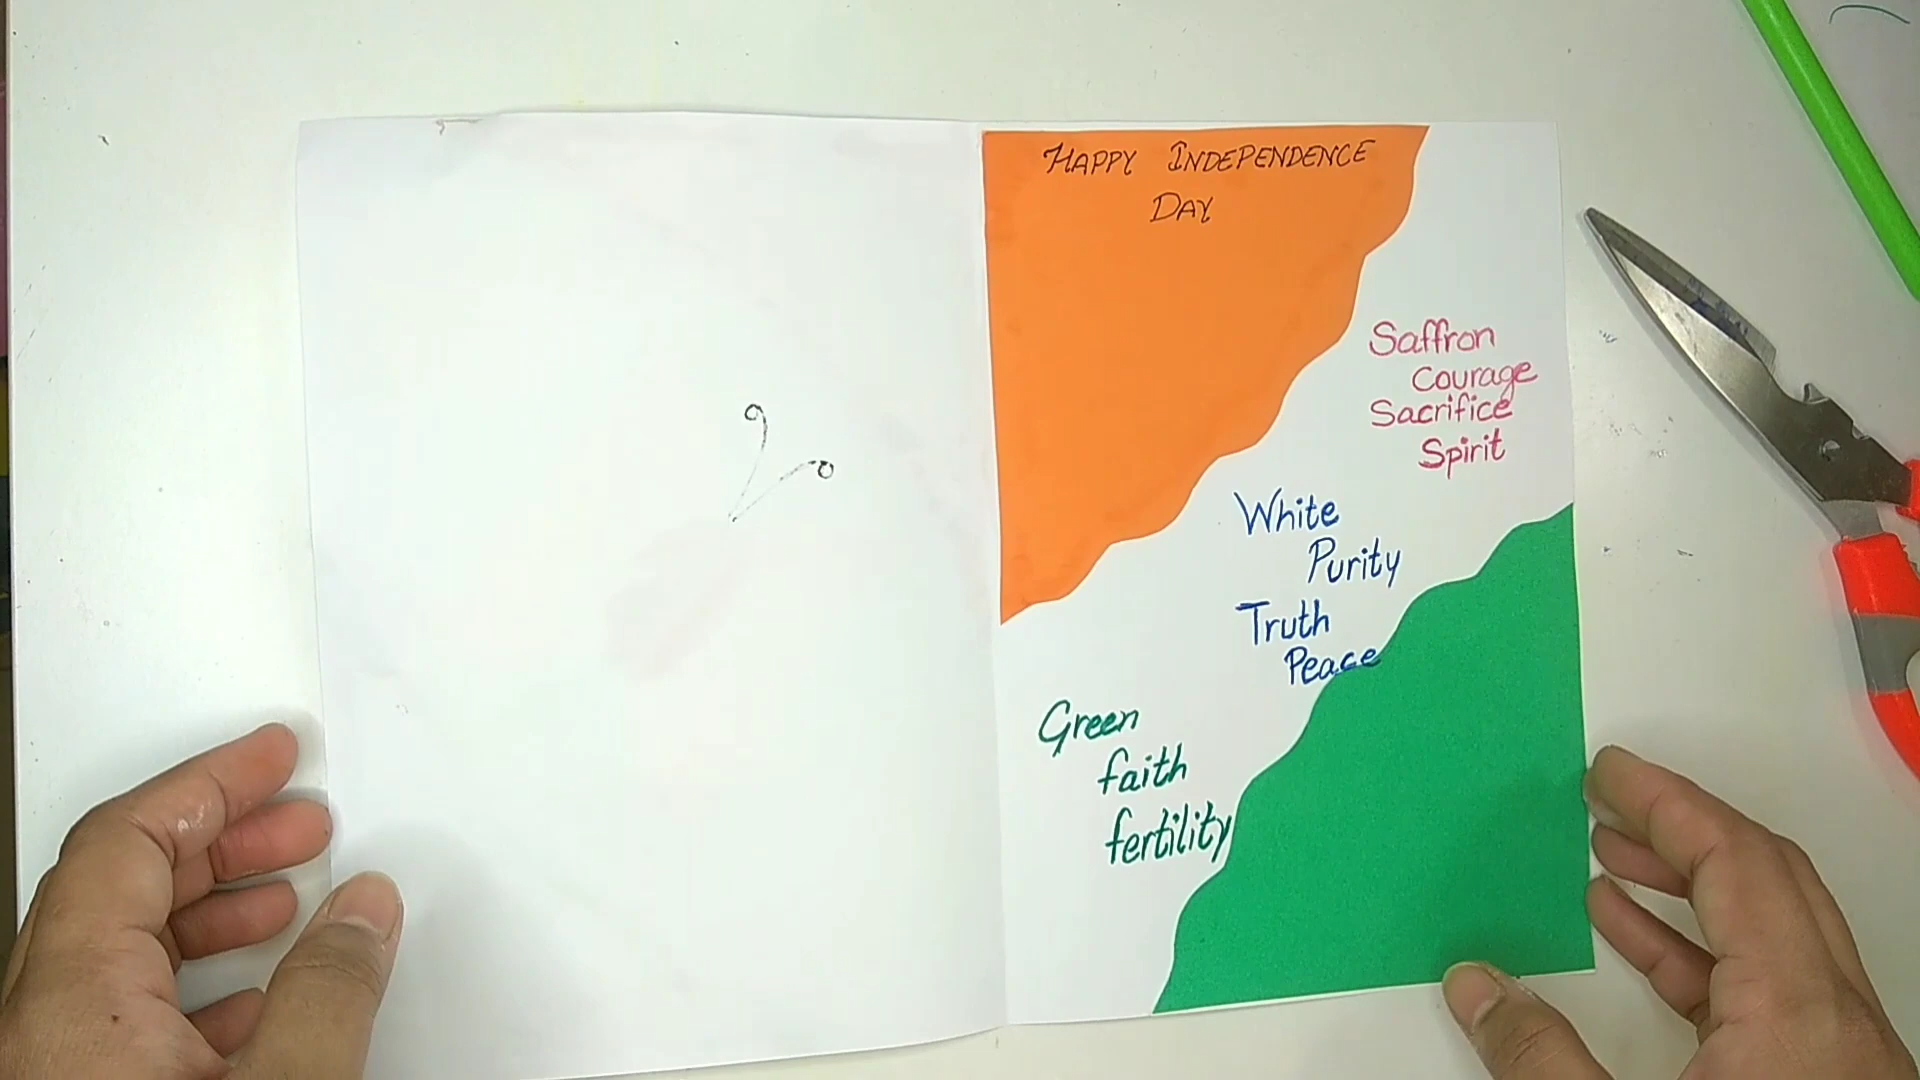 HAPPY INDEPENDENCE
DAY
Saffron
Courage
Sacrifice
Spirit
White
Purity
Truth
Peace
Green
faith
fertility